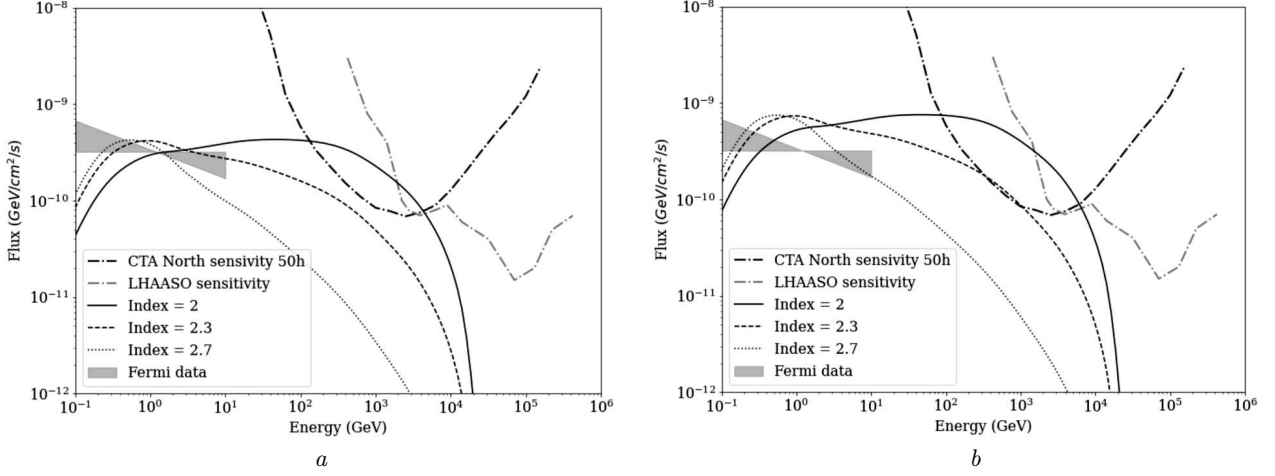 10⁻⁸
10⁻⁹
10⁻¹⁰
10⁻¹¹
10⁻¹²
Flux (GeV/cm²/s)
CTA North sensivity 50h
LHAASO sensitivity
Index = 2
Index = 2.3
Index = 2.7
Fermi data
10⁻¹ 10⁰ 10¹ 10² 10³ 10⁴ 10⁵ 10⁶
Energy (GeV)
a
10⁻⁸
10⁻⁹
10⁻¹⁰
10⁻¹¹
10⁻¹²
Flux (GeV/cm²/s)
CTA North sensivity 50h
LHAASO sensitivity
Index = 2
Index = 2.3
Index = 2.7
Fermi data
10⁻¹ 10⁰ 10¹ 10² 10³ 10⁴ 10⁵ 10⁶
Energy (GeV)
b